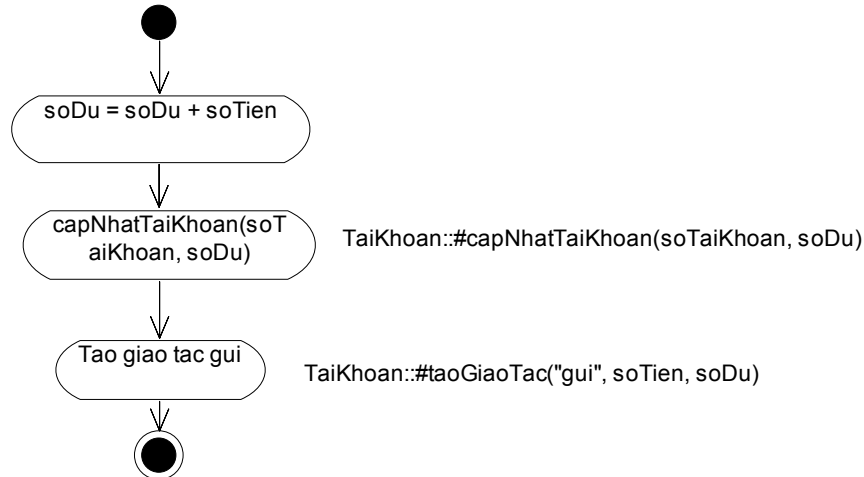 soDu = soDu + soTien
capNhatTaiKhoan(soT
aiKhoan, soDu)
TaiKhoan::#capNhatTaiKhoan(soTaiKhoan, soDu)
Tao giao tac gui
TaiKhoan::#taoGiaoTac("gui", soTien, soDu)